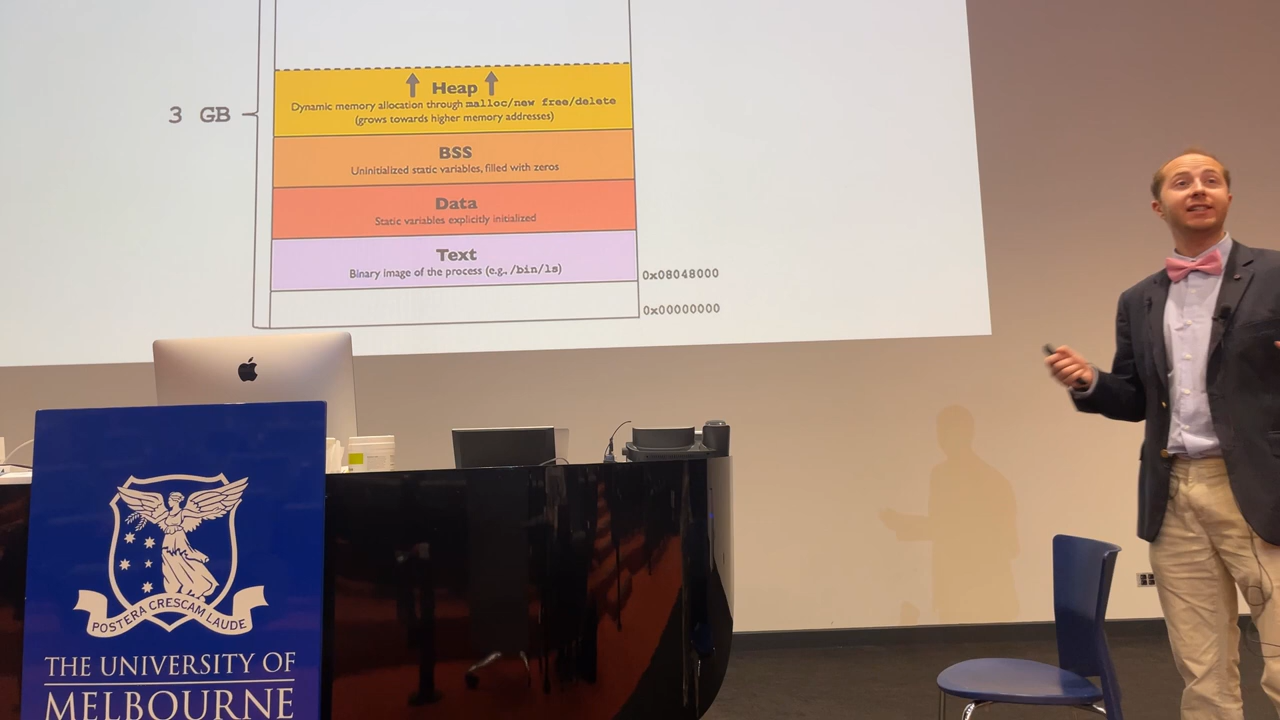 Heap
Dynamic memory allocation through malloc/new free/delete
(grows towards higher memory addresses)
3 GB
BSS
Uninitialized static variables, filled with zeros
Data
Static variables explicitly initialized
Text
Binary image of the process (e.g., /bin/ls)
0x08048000
0x00000000
POSTERA CRESCAM LAUDE
THE UNIVERSITY OF
MELBOURNE